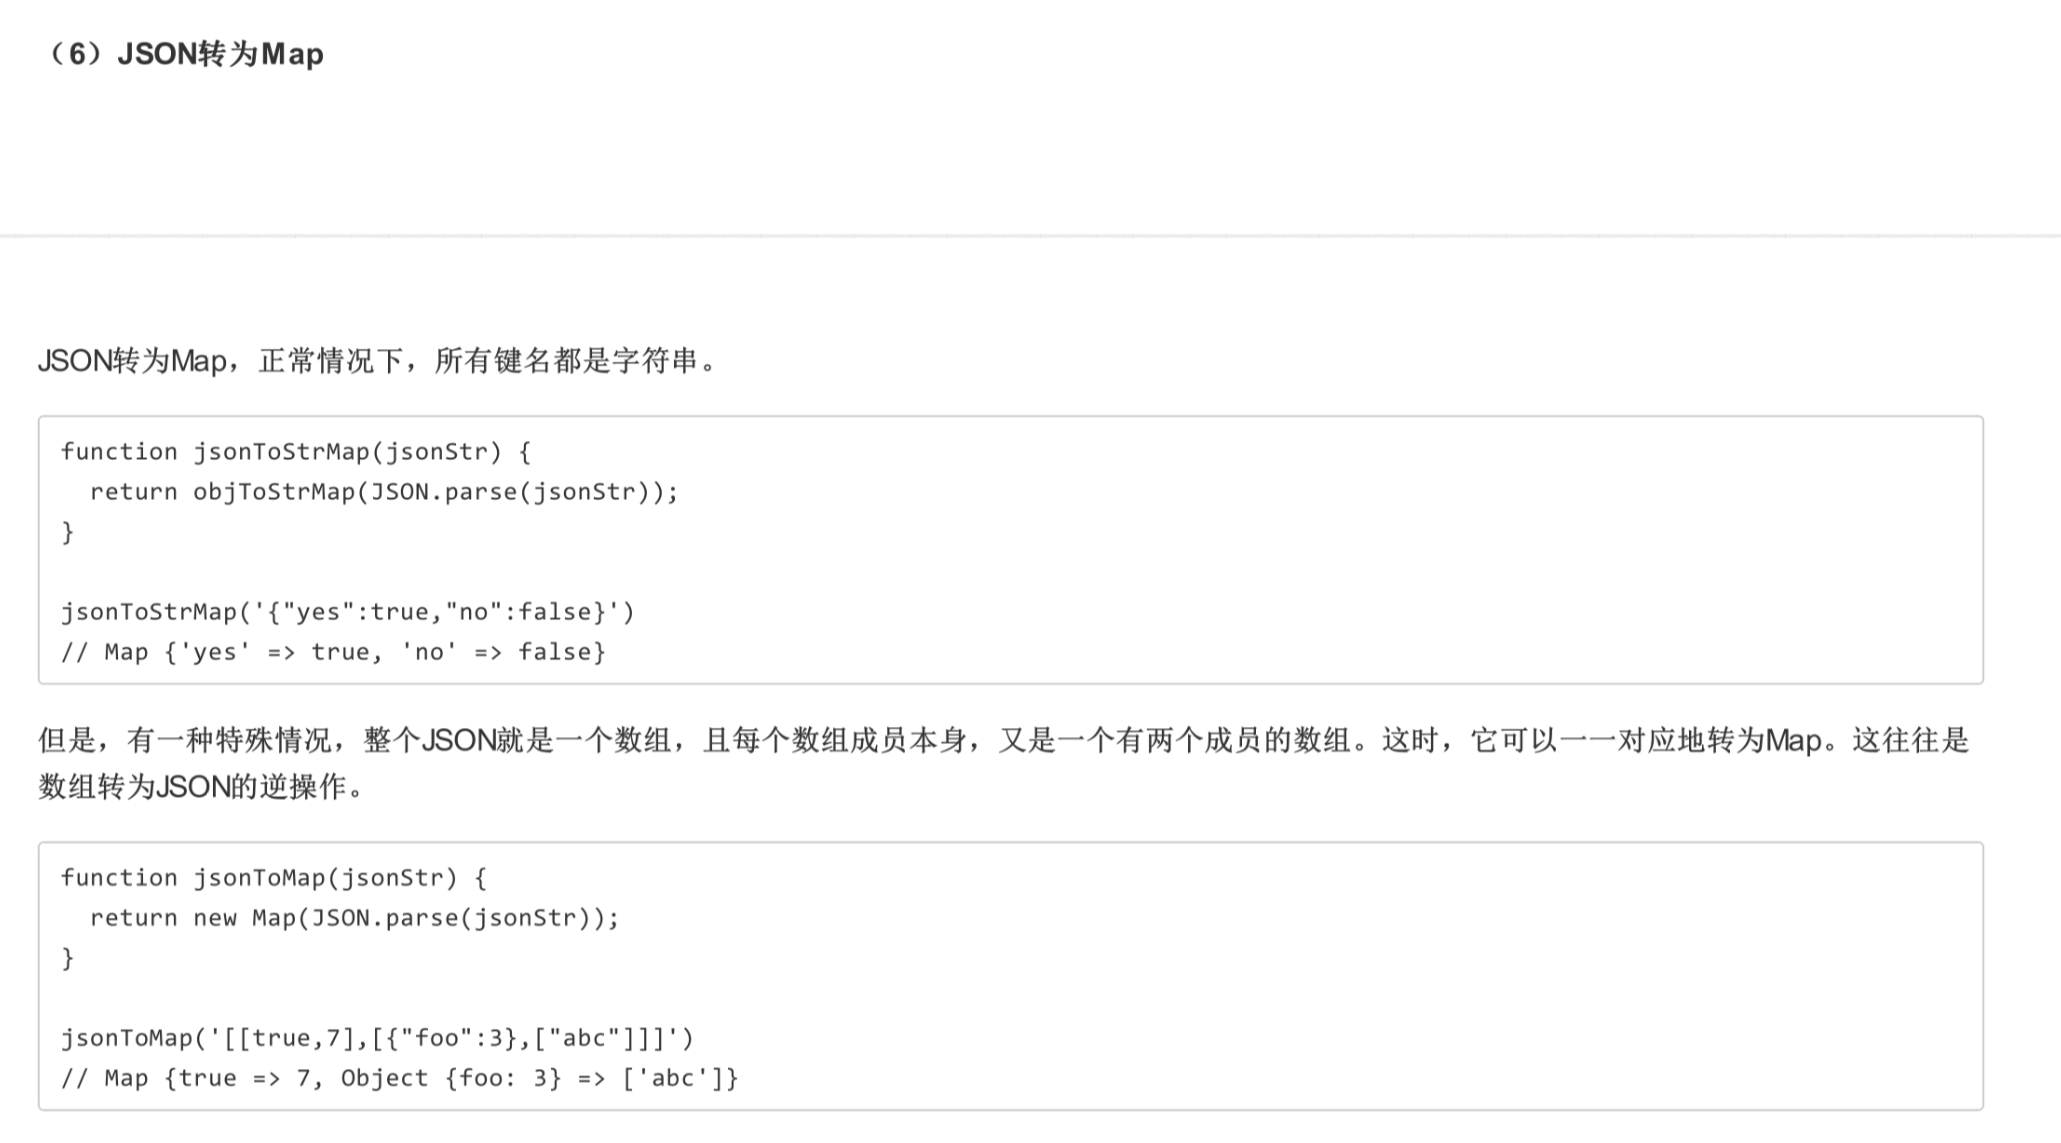 （6）JSON转为Map
JSON转为Map，正常情况下，所有键名都是字符串。
function jsonToStrMap(jsonStr) {
  return objToStrMap(JSON.parse(jsonStr));
}
jsonToStrMap('{"yes":true,"no":false}')
// Map {'yes' => true, 'no' => false}
但是，有一种特殊情况，整个JSON就是一个数组，且每个数组成员本身，又是一个有两个成员的数组。这时，它可以一一对应地转为Map。这往往是
数组转为JSON的逆操作。
function jsonToMap(jsonStr) {
  return new Map(JSON.parse(jsonStr));
}
jsonToMap('[[true,7],[{"foo":3},["abc"]]]')
// Map {true => 7, Object {foo: 3} => ['abc']}